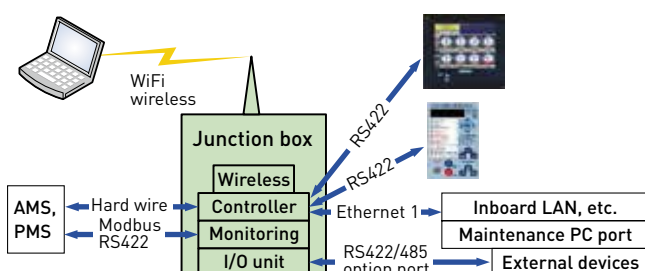 WiFi
wireless
Junction box
RS422
RS422
Wireless
AMS,
PMS
Hard wire
Modbus
RS422
Controller
Monitoring
I/O unit
Ethernet 1
RS422/485
option port
Inboard LAN, etc.
Maintenance PC port
External devices